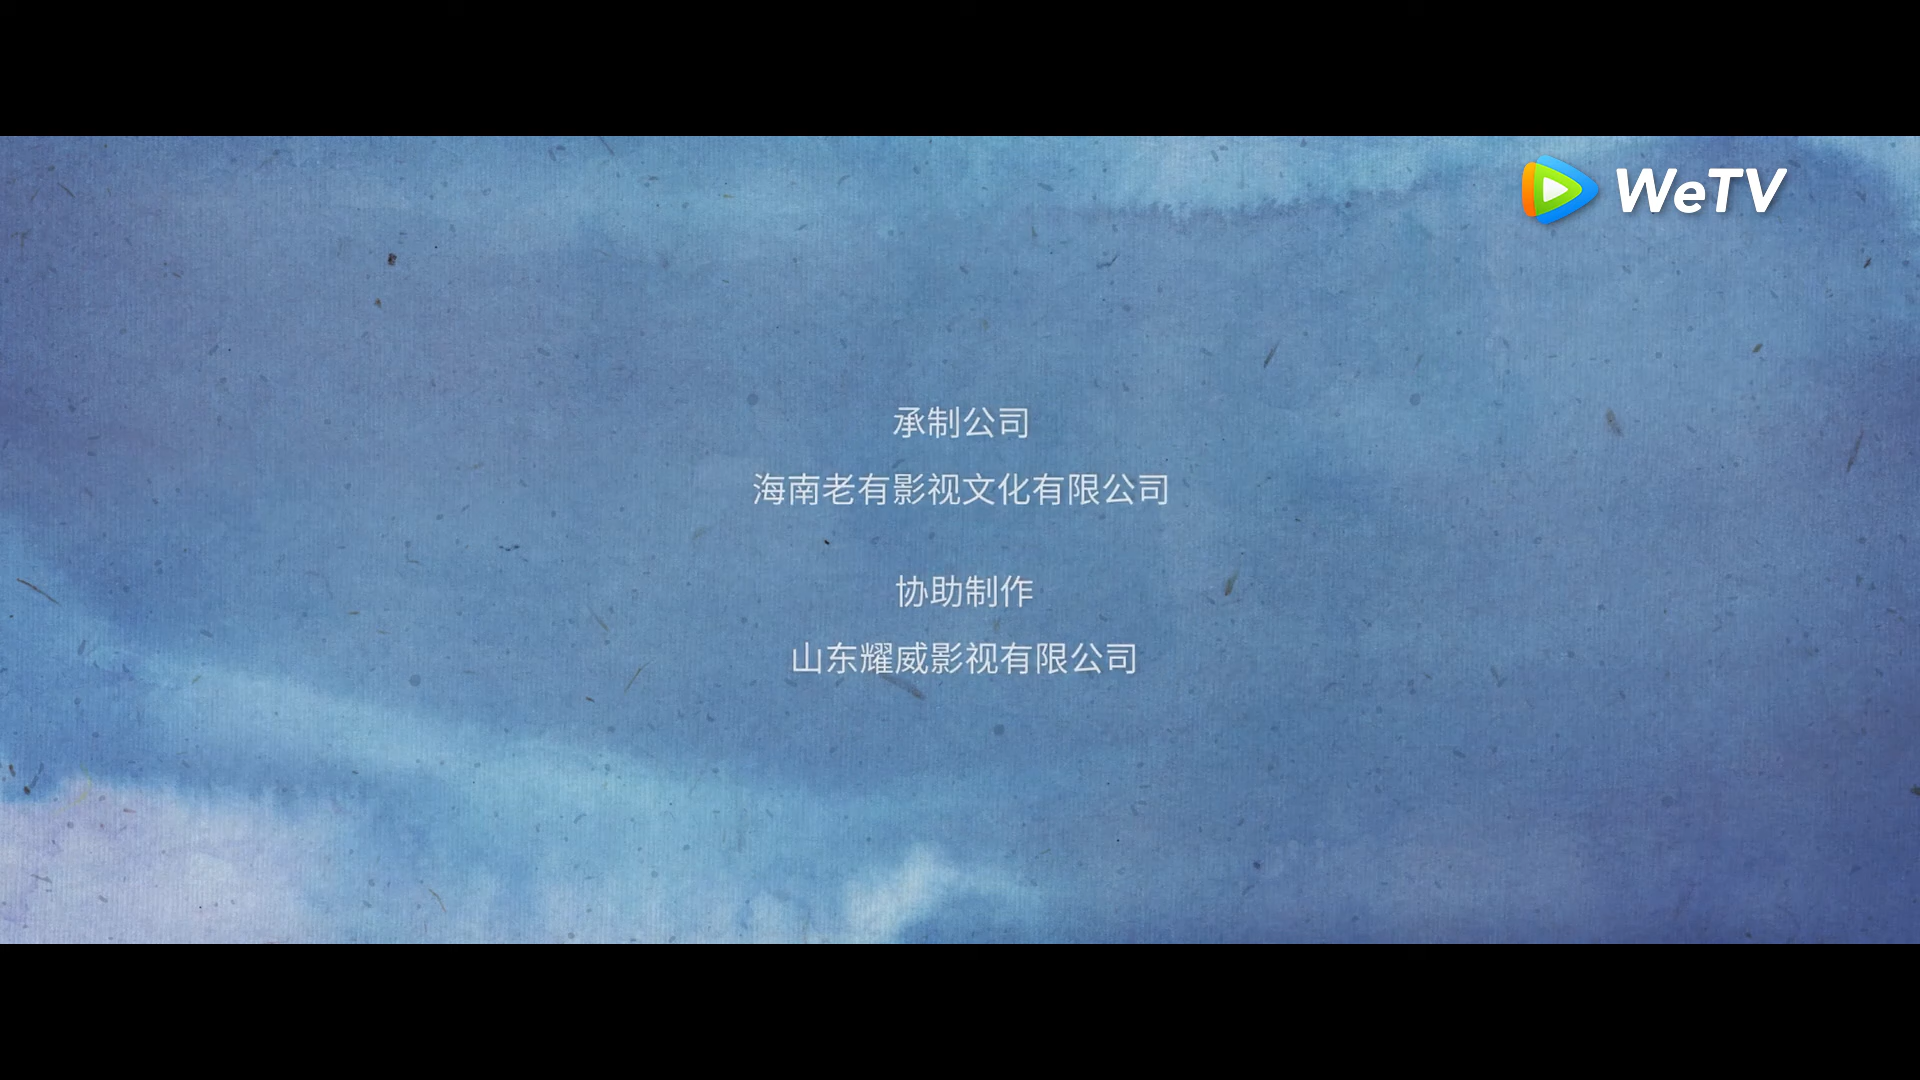 WeTV
承制公司
海南老有影视文化有限公司
协助制作
山东耀威影视有限公司